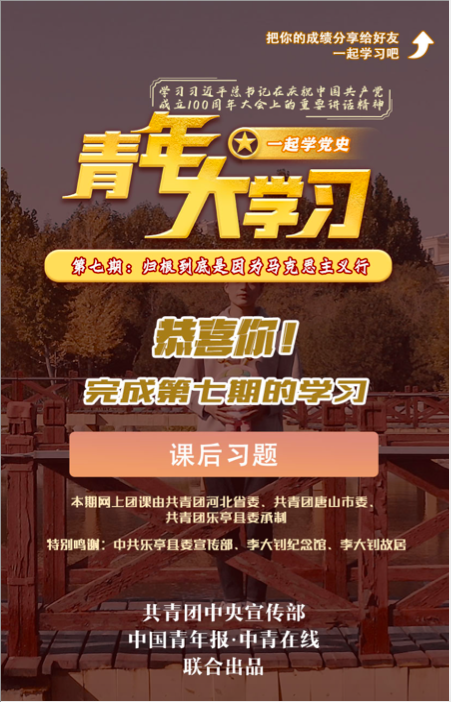 把你的成绩分享给好友
一起学习吧
学习习近平总书记在庆祝中国共产党
成立100周年大会上的重要讲话精神
青年大学习
一起学党史
第七期：归根到底是因为马克思主义行
恭喜你！
完成第七期的学习
课后习题
本期网上团课由共青团河北省委、共青团唐山市委、
共青团乐亭县委承制
特别鸣谢：中共乐亭县委宣传部、李大钊纪念馆、李大钊故居
共青团中央宣传部
中国青年报·中青在线
联合出品